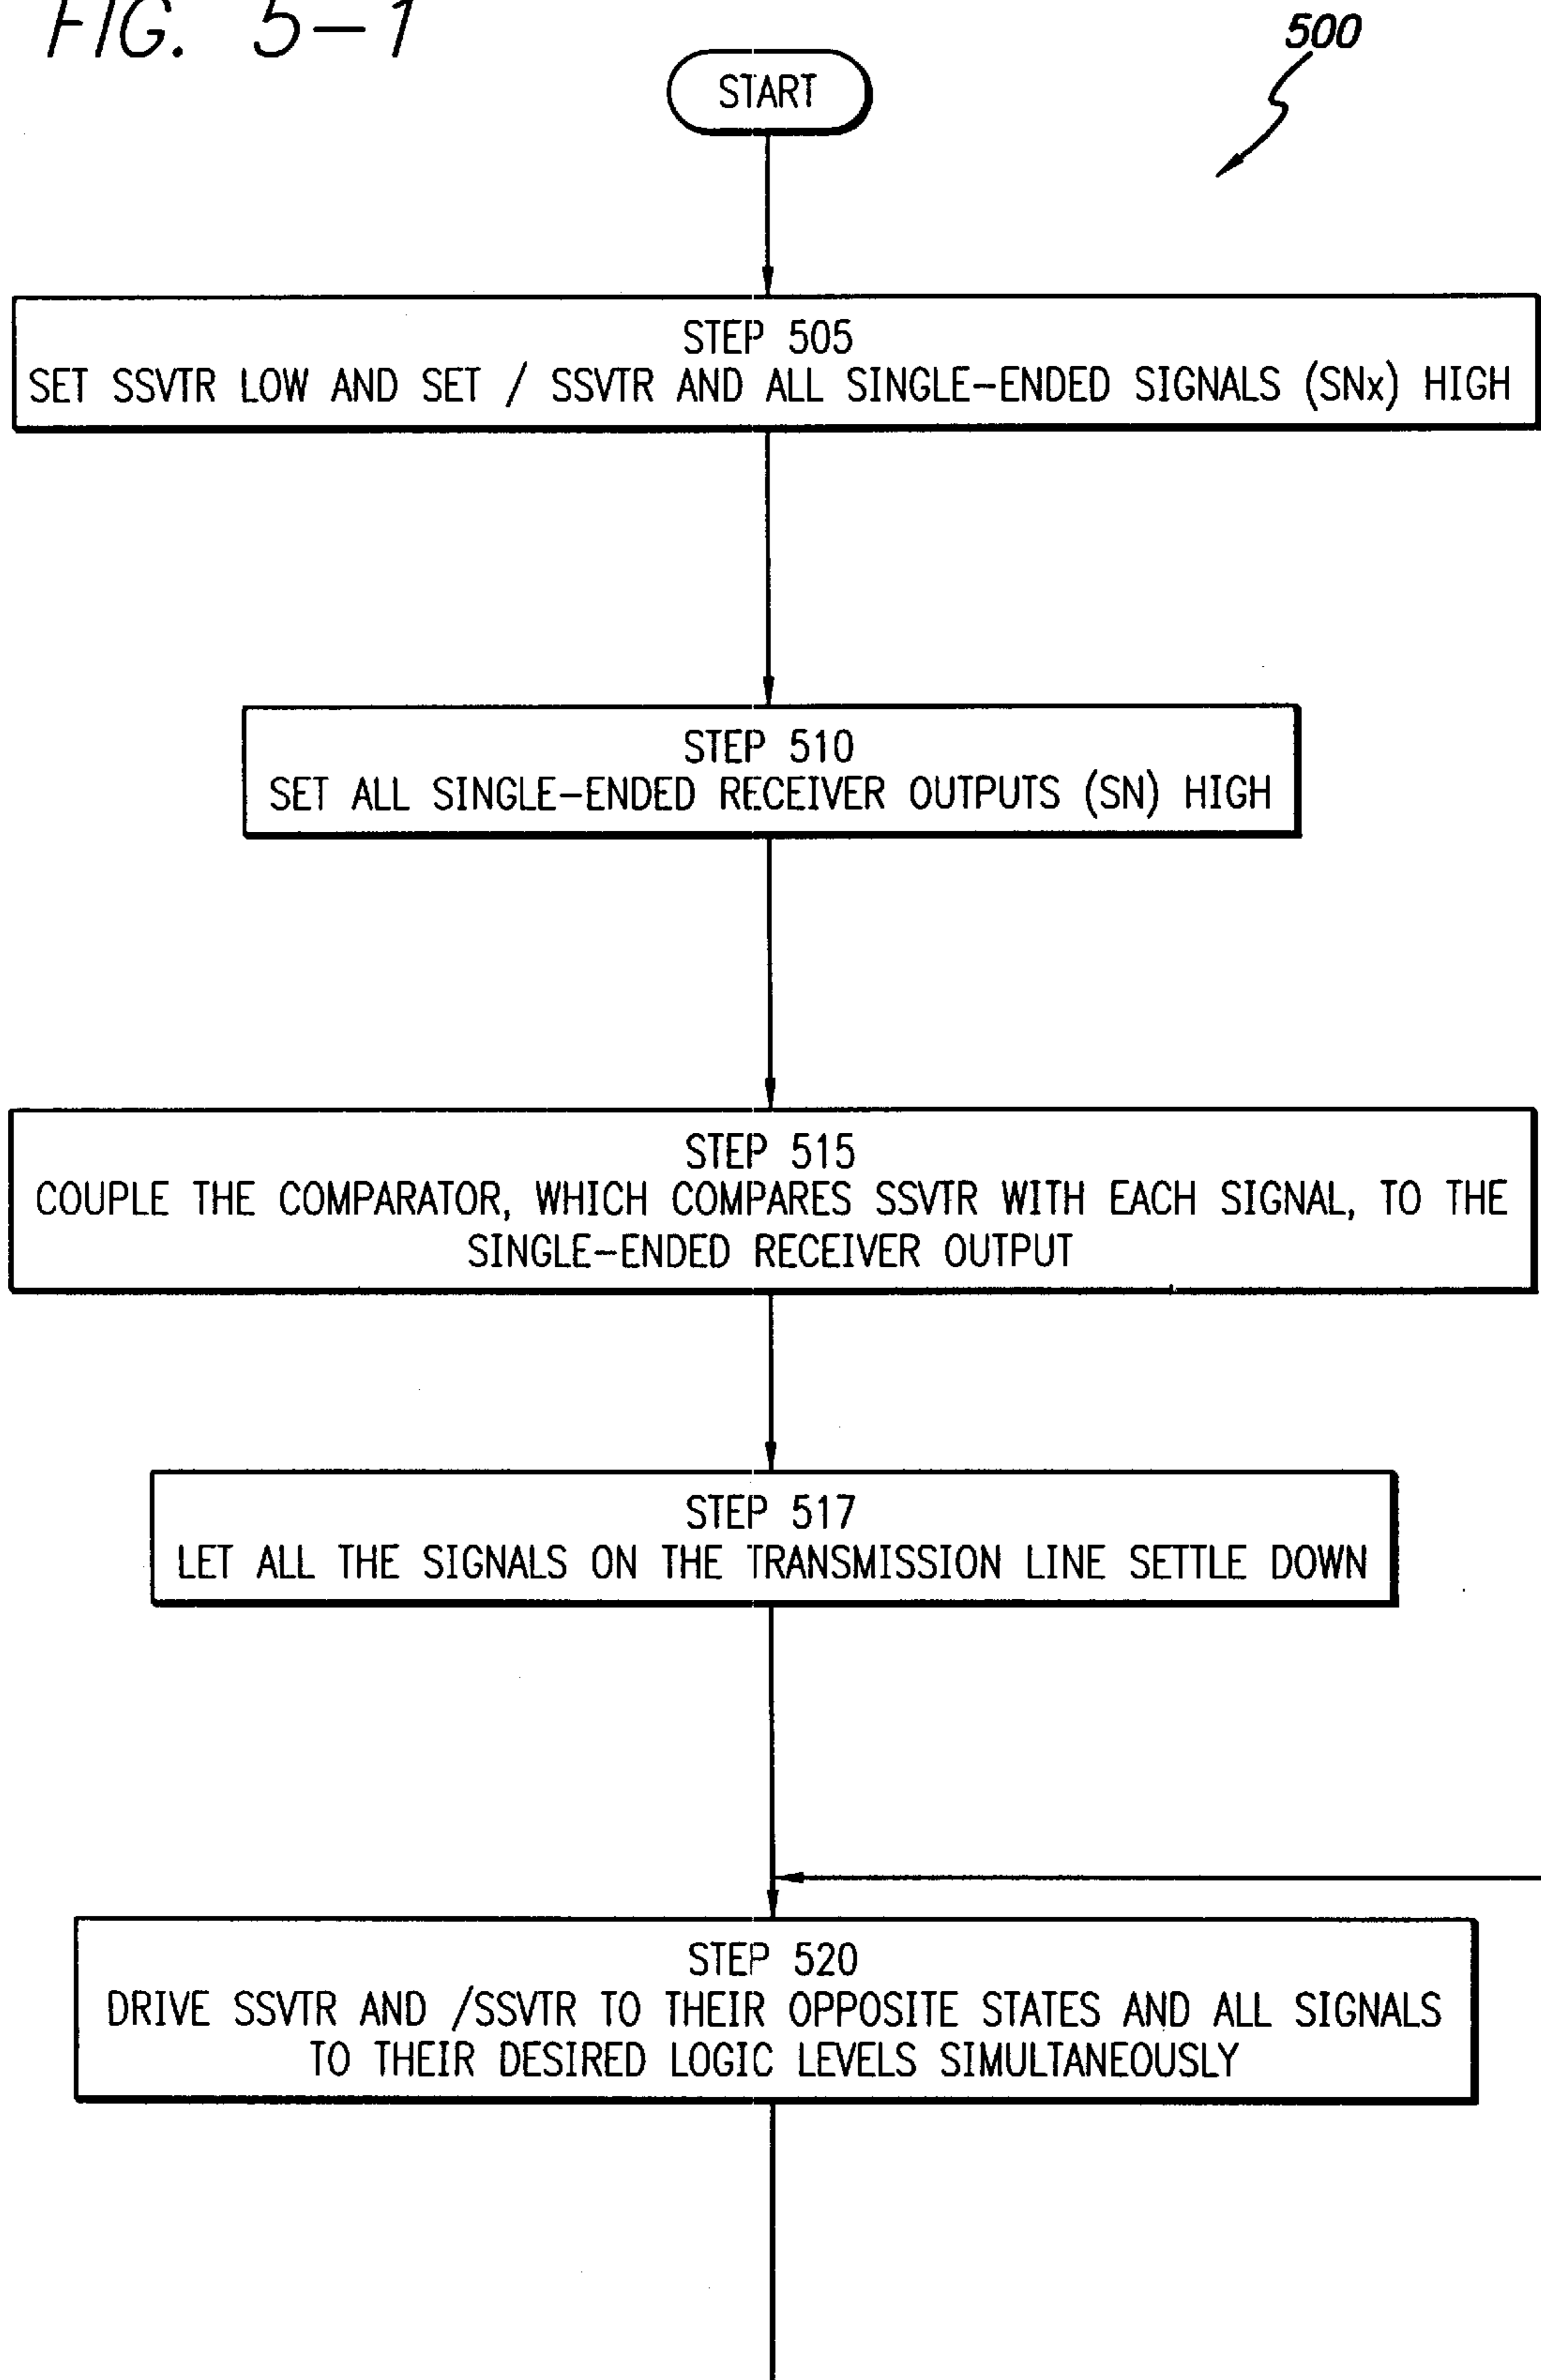 FIG. 5-1
500
START
STEP 505
SET SSVTR LOW AND SET / SSVTR AND ALL SINGLE-ENDED SIGNALS (SNx) HIGH
STEP 510
SET ALL SINGLE-ENDED RECEIVER OUTPUTS (SN) HIGH
STEP 515
COUPLE THE COMPARATOR, WHICH COMPARES SSVTR WITH EACH SIGNAL, TO THE
SINGLE-ENDED RECEIVER OUTPUT
STEP 517
LET ALL THE SIGNALS ON THE TRANSMISSION LINE SETTLE DOWN
STEP 520
DRIVE SSVTR AND /SSVTR TO THEIR OPPOSITE STATES AND ALL SIGNALS
TO THEIR DESIRED LOGIC LEVELS SIMULTANEOUSLY